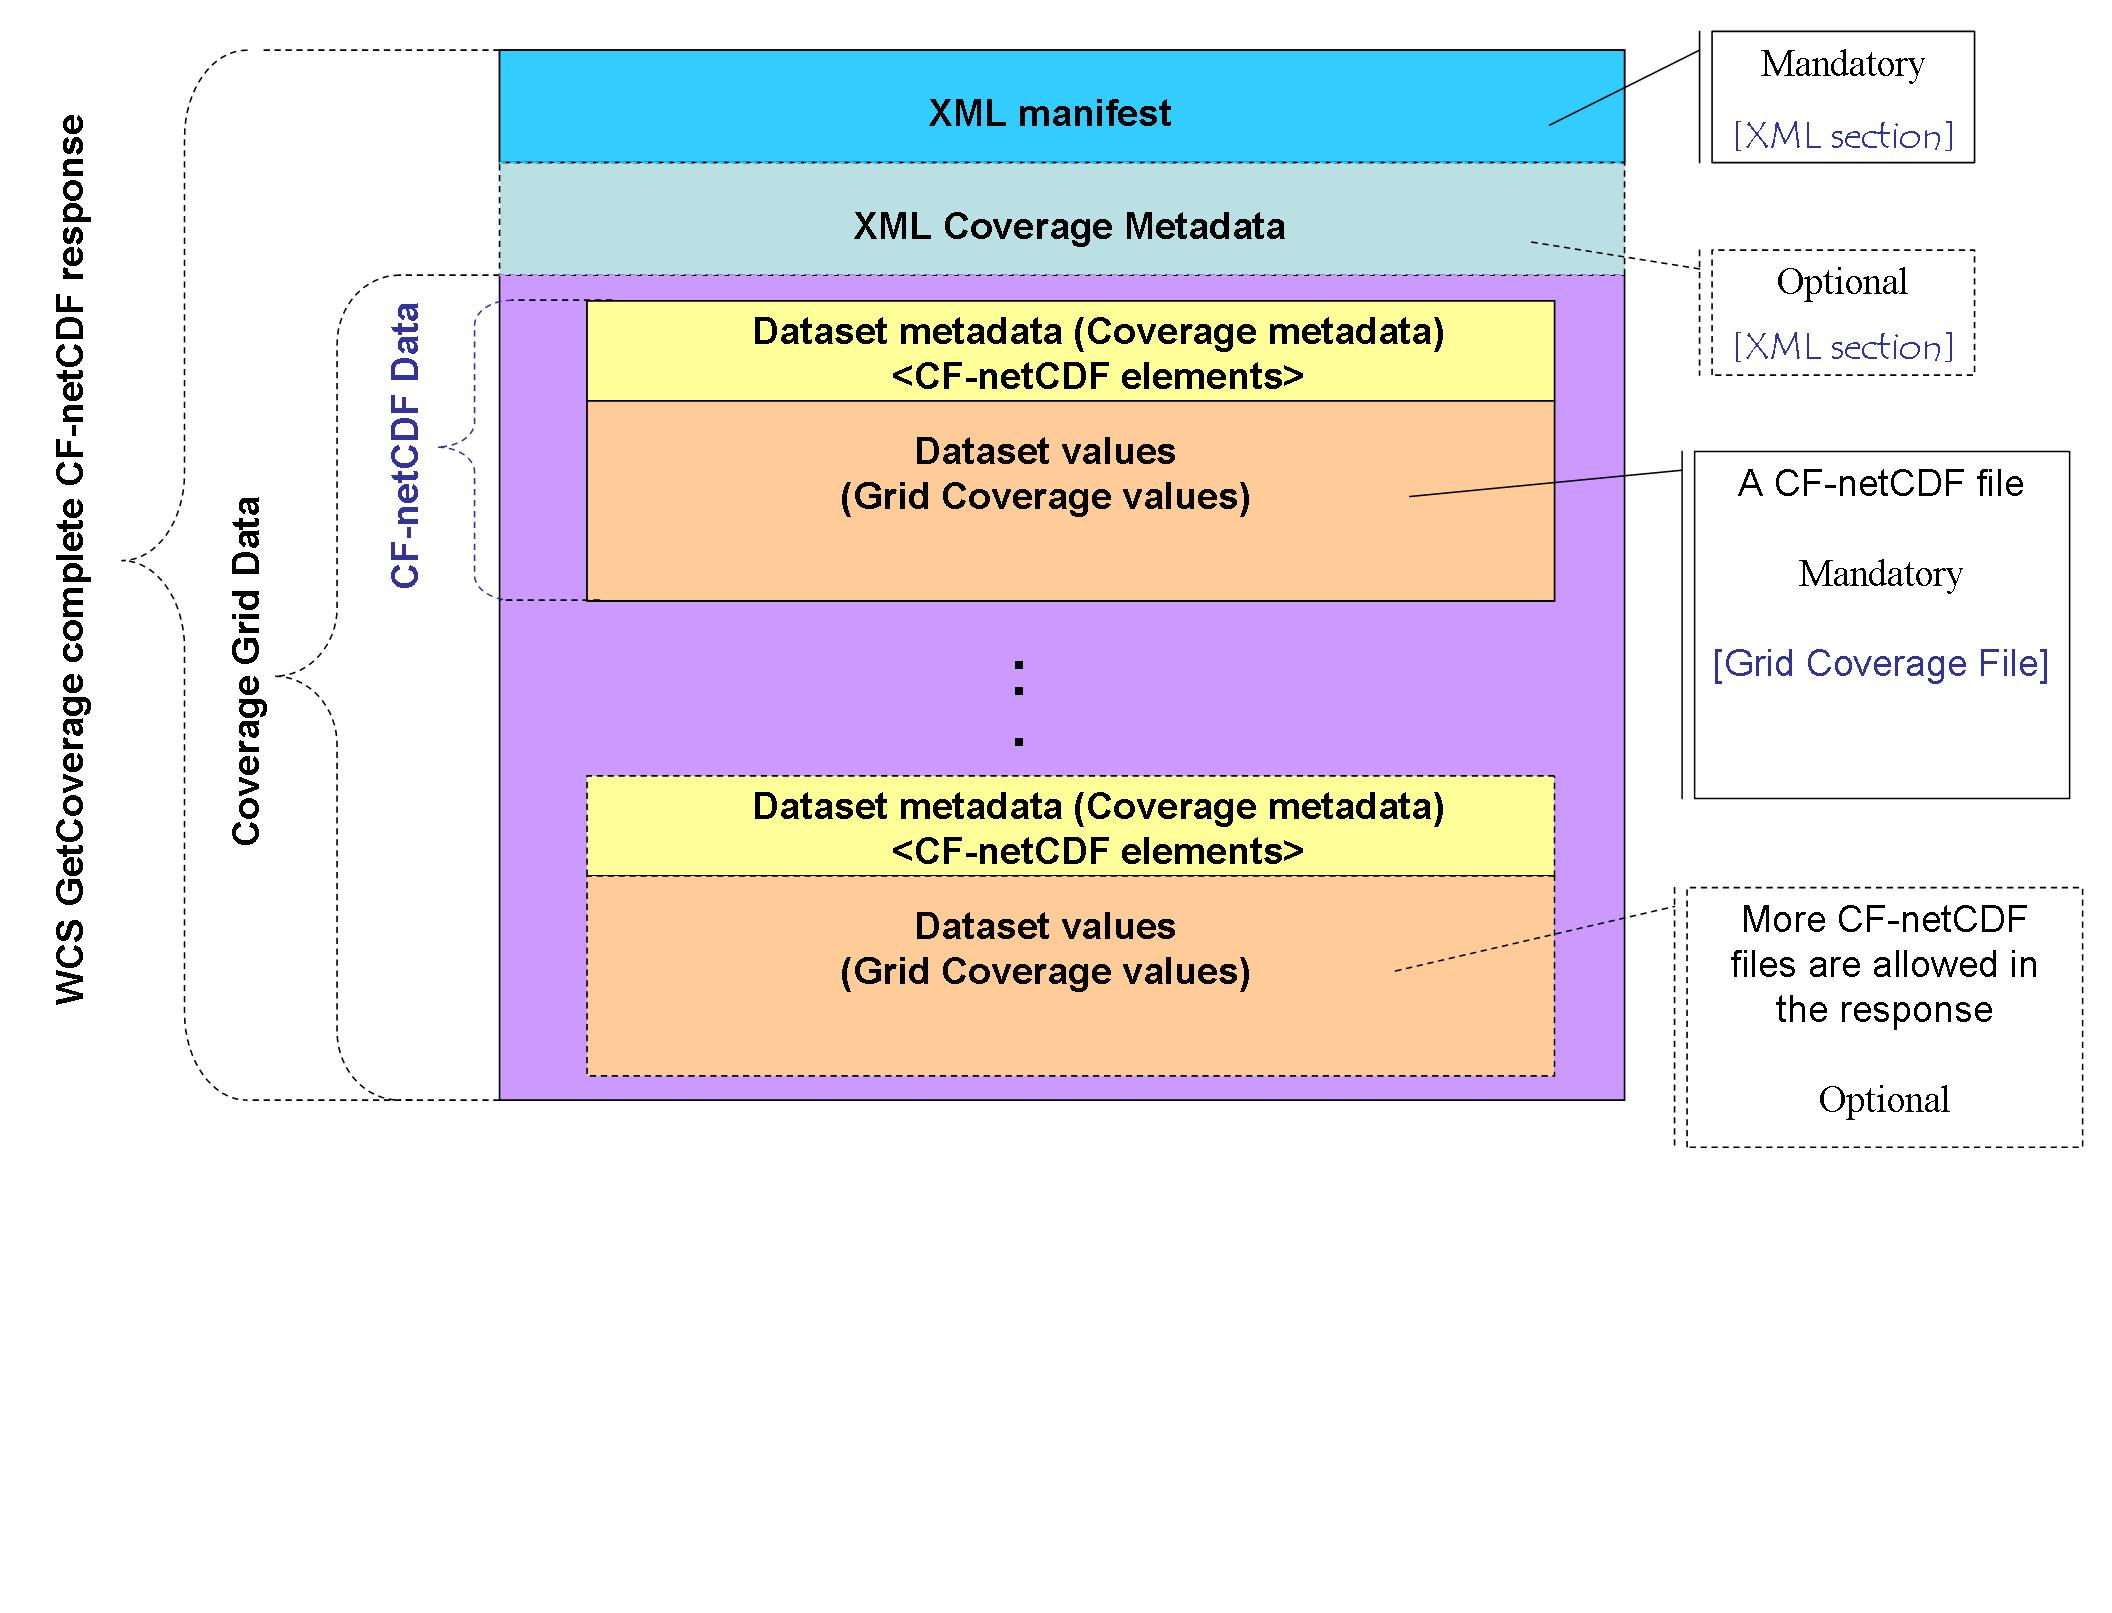 WCS GetCoverage complete CF-netCDF response
Coverage Grid Data
CF-netCDF Data
XML manifest
XML Coverage Metadata
Dataset metadata (Coverage metadata)
<CF-netCDF elements>
Dataset values
(Grid Coverage values)
:
.
Dataset metadata (Coverage metadata)
<CF-netCDF elements>
Dataset values
(Grid Coverage values)
Mandatory
[XML section]
Optional
[XML section]
A CF-netCDF file
Mandatory
[Grid Coverage File]
More CF-netCDF
files are allowed in
the response
Optional